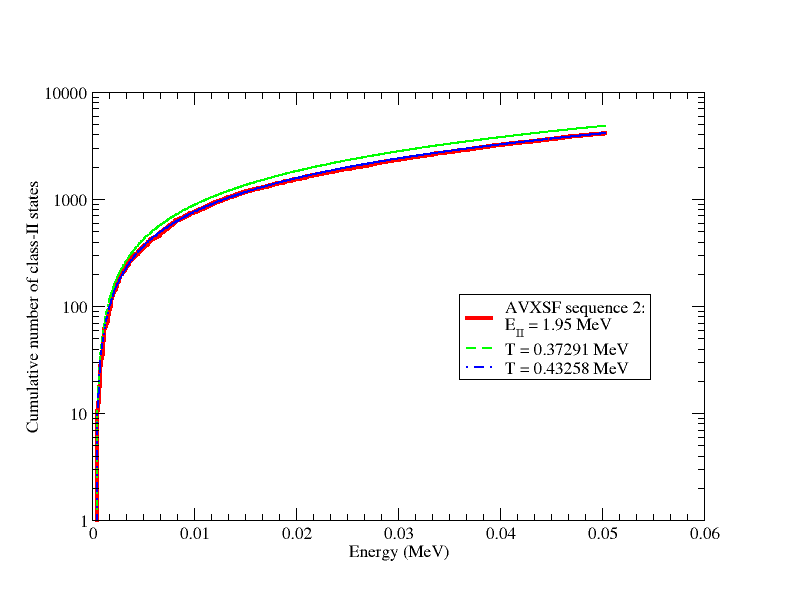 10000
1000
100
10
1
Cumulative number of class-II states
AVXSF sequence 2:
E_II = 1.95 MeV
T = 0.37291 MeV
T = 0.43258 MeV
0 0.01 0.02 0.03 0.04 0.05 0.06
Energy (MeV)